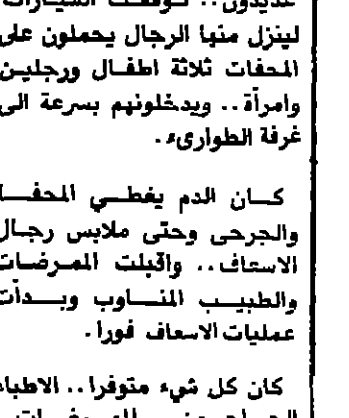 عديدون.. توقفت السيارات
لينزل منها الرجال يحملون على
المحفات ثلاثة اطفال ورجلين
وامرأة.. ويدخلونهم بسرعة الى
غرفة الطوارىء.
كان الدم يغطي المحفا
والجرحى وحتى ملابس رجال
الاسعاف.. واقبلت الممرضات
والطبيب المناوب وبدأت
عمليات الاسعاف فورا.
كان كل شيء متوفرا.. الاطباء